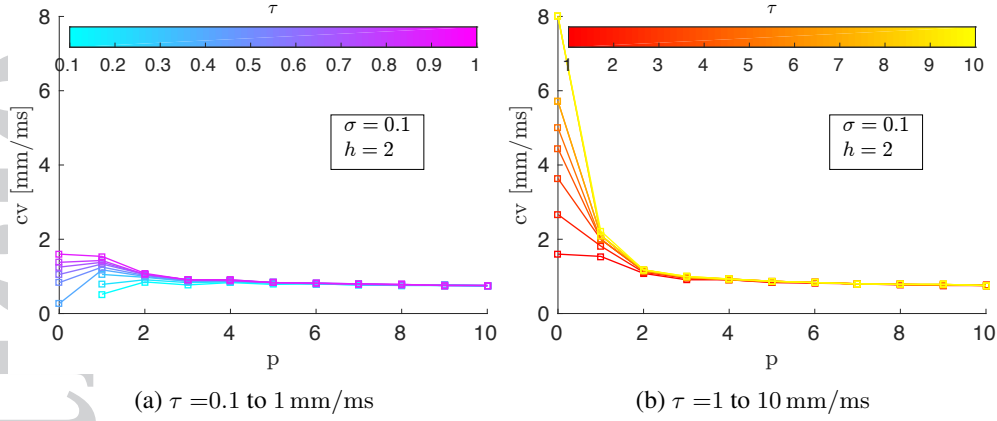 τ
0.1 0.2 0.3 0.4 0.5 0.6 0.7 0.8 0.9 1
8
6
4
2
0
cv [mm/ms]
σ = 0.1
h = 2
0 2 4 6 8 10
p
(a) τ =0.1 to 1 mm/ms
τ
1 2 3 4 5 6 7 8 9 10
8
6
4
2
0
cv [mm/ms]
σ = 0.1
h = 2
0 2 4 6 8 10
p
(b) τ =1 to 10 mm/ms